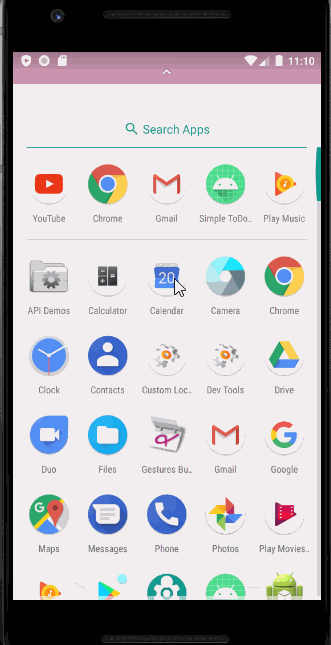 11:10
Search Apps
YouTube Chrome Gmail Simple ToDo.. Play Music
20
API Demos Calculator Calendar Camera Chrome
Clock Contacts Custom Loc.. Dev Tools Drive
Duo Files Gestures Bu.. Gmail Google
Maps Messages Phone Photos Play Movies..